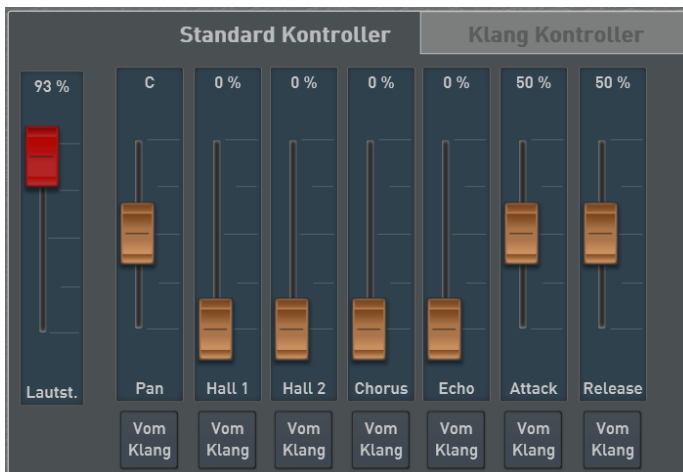 Standard Kontroller Klang Kontroller
93 % C 0 % 0 % 0 % 0 % 50 % 50 %
Lautst. Pan Hall 1 Hall 2 Chorus Echo Attack Release
Vom Vom Vom Vom Vom Vom Vom
Klang Klang Klang Klang Klang Klang Klang